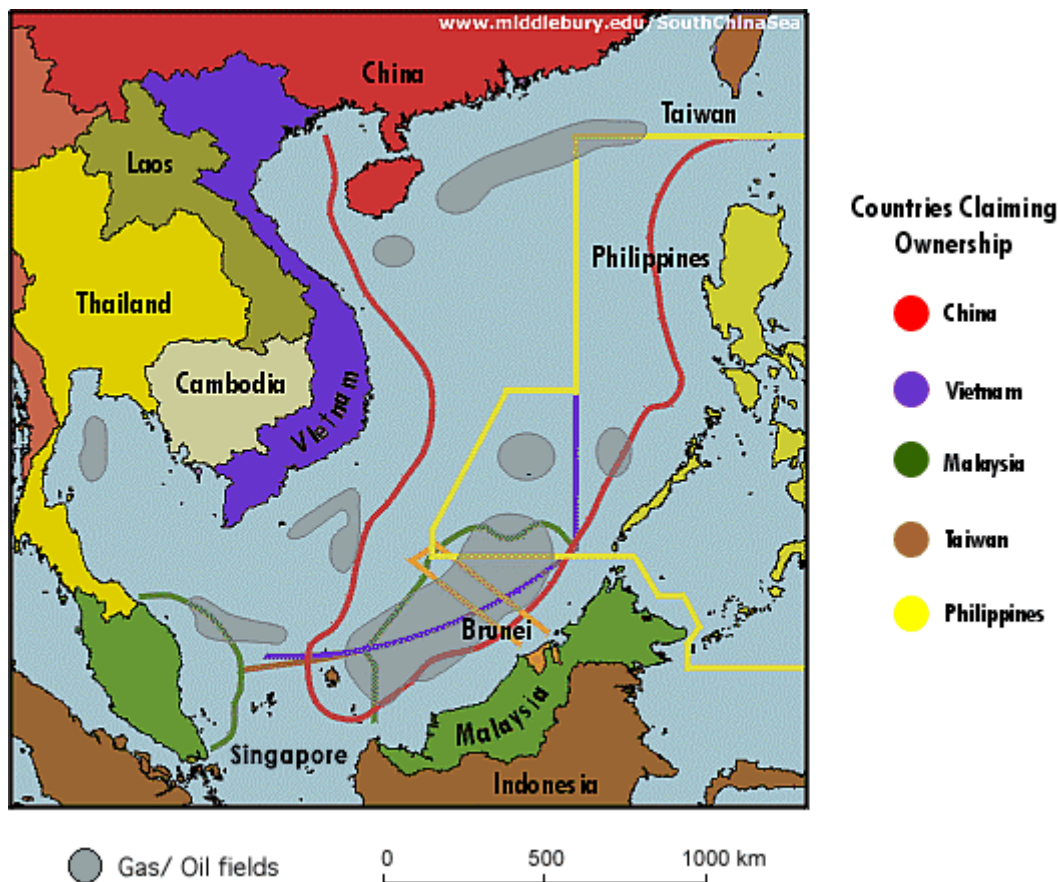 www.middlebury.edu/SouthChinaSea
China
Taiwan
Laos
Philippines
Thailand
Cambodia
Vietnam
Brunei
Malaysia
Singapore
Indonesia
Countries Claiming
Ownership
China
Vietnam
Malaysia
Taiwan
Philippines
Gas/ Oil fields
0 500 1000 km